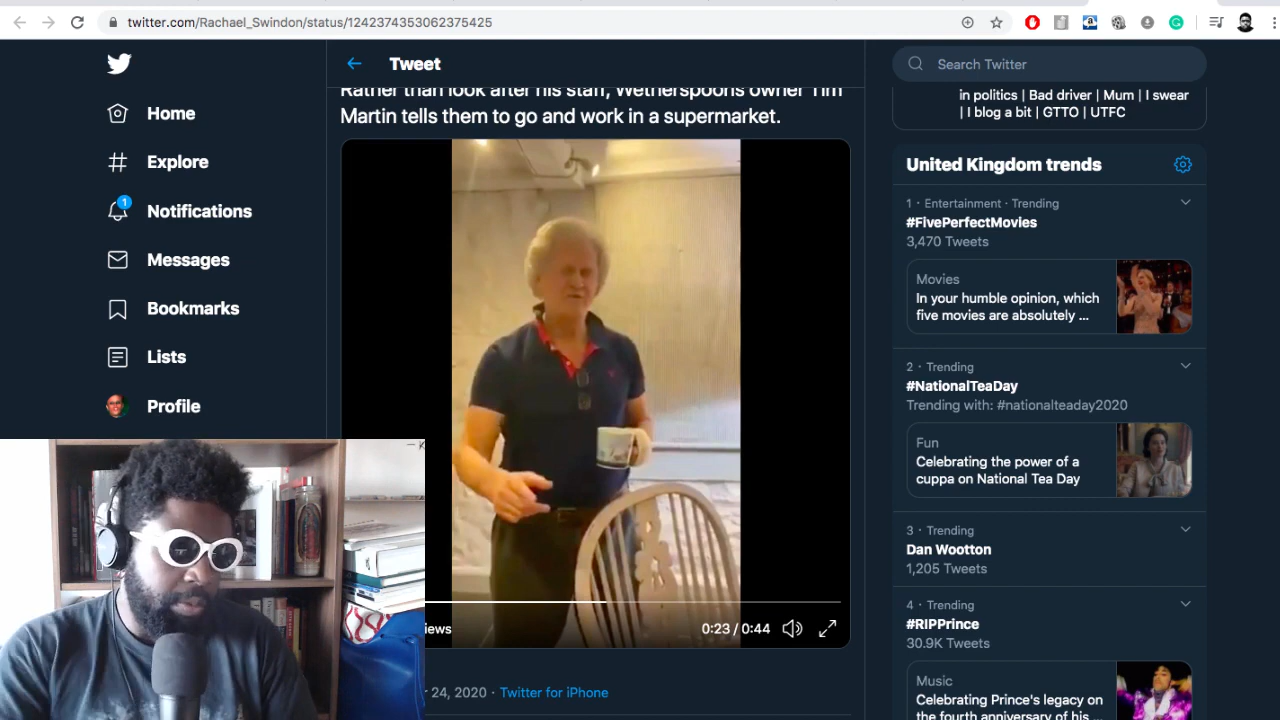 twitter.com/Rachael_Swindon/status/1242374353062375425
Home
Explore
1
Notifications
Messages
Bookmarks
Lists
Profile
Tweet
Rather than look after his staff, Wetherspoons owner Tim
Martin tells them to go and work in a supermarket.
iews
0:23 / 0:44
24, 2020 · Twitter for iPhone
Search Twitter
in politics | Bad driver | Mum | I swear
| I blog a bit | GTTO | UTFC
United Kingdom trends
1 · Entertainment · Trending
#FivePerfectMovies
3,470 Tweets
Movies
In your humble opinion, which
five movies are absolutely ...
2 · Trending
#NationalTeaDay
Trending with: #nationalteaday2020
Fun
Celebrating the power of a
cuppa on National Tea Day
3 · Trending
Dan Wootton
1,205 Tweets
4 · Trending
#RIPPrince
30.9K Tweets
Music
Celebrating Prince's legacy on
the fourth anniversary of his...